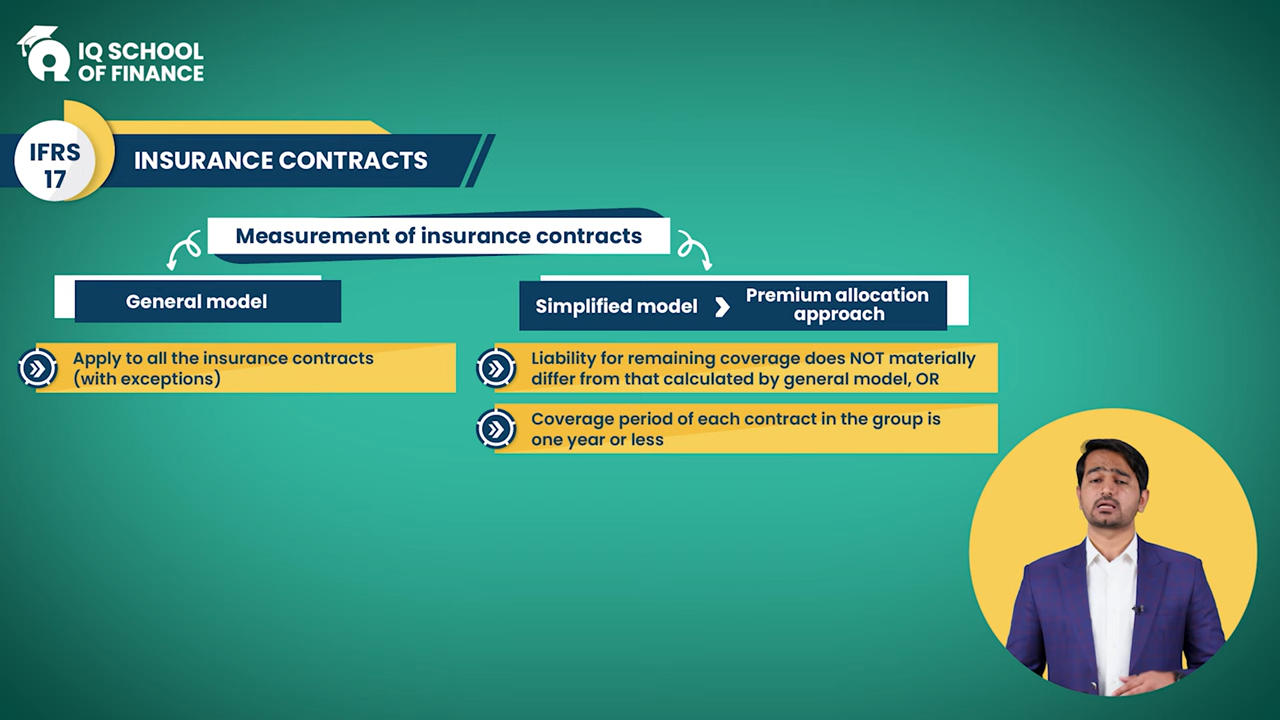 IQ SCHOOL
OF FINANCE
IFRS
17
INSURANCE CONTRACTS
Measurement of insurance contracts
General model
Apply to all the insurance contracts
(with exceptions)
Simplified model
Premium allocation
approach
Liability for remaining coverage does NOT materially
differ from that calculated by general model, OR
Coverage period of each contract in the group is
one year or less